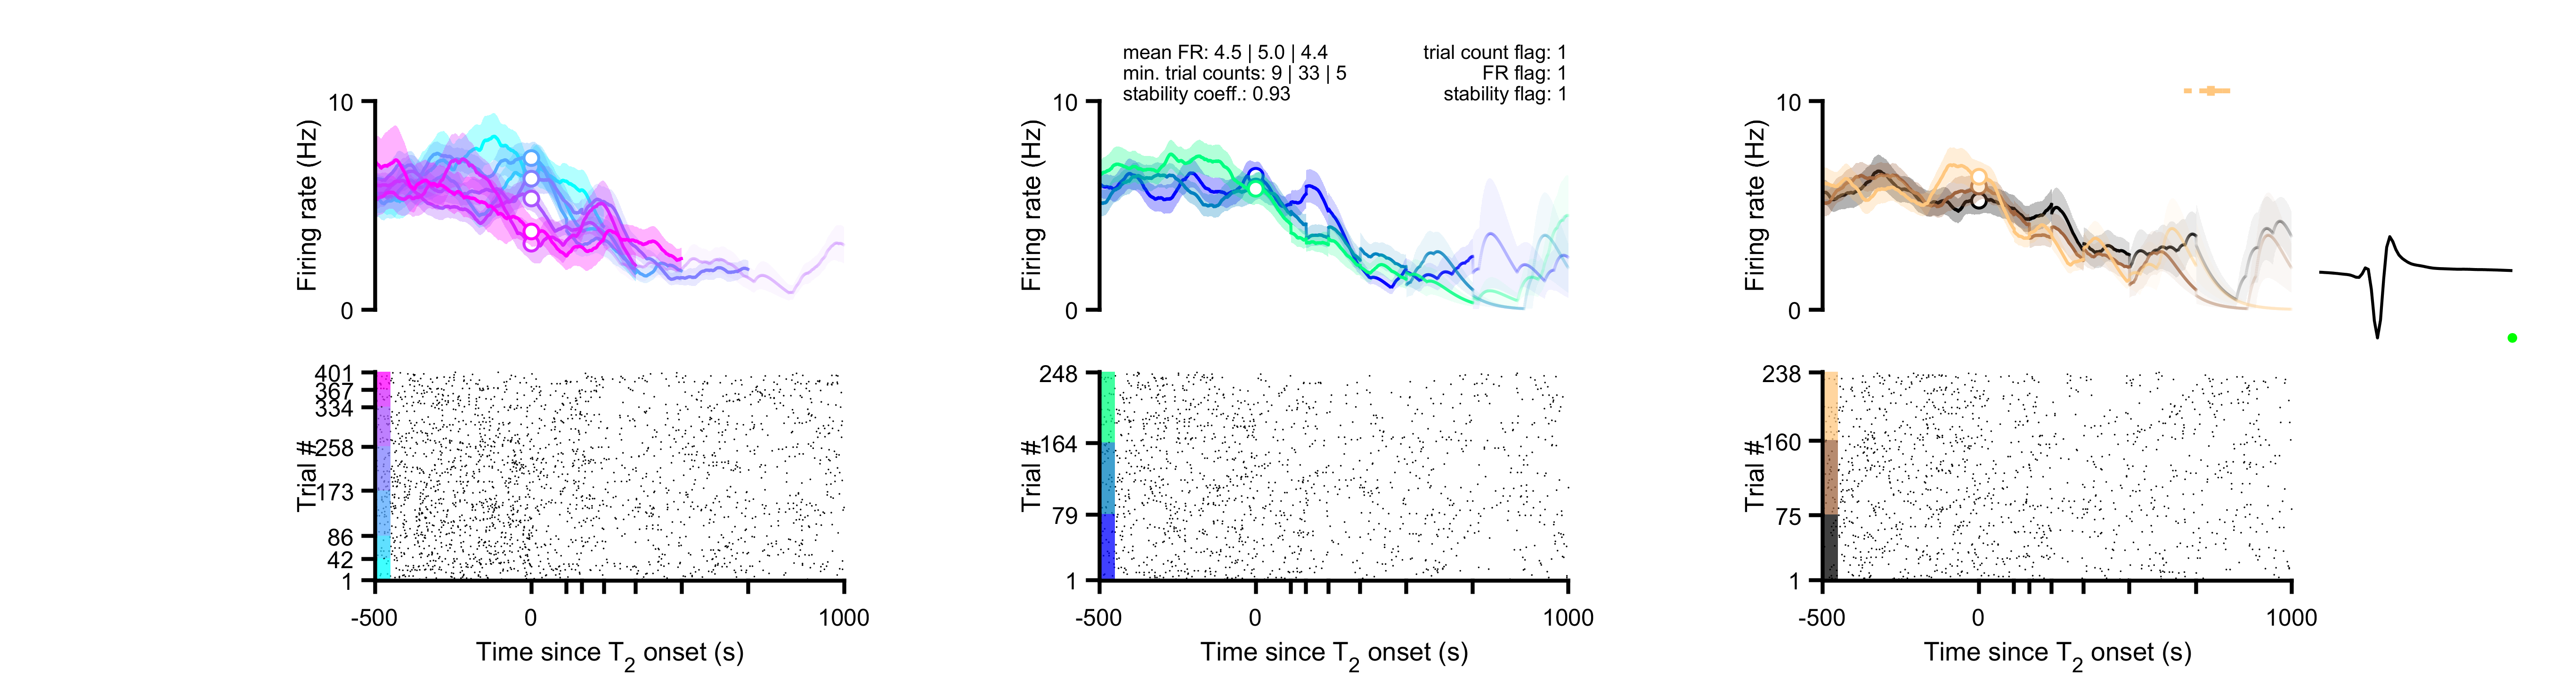 mean FR: 4.5 | 5.0 | 4.4
min. trial counts: 9 | 33 | 5
stability coeff.: 0.93
trial count flag: 1
FR flag: 1
stability flag: 1
10
Firing rate (Hz)
0
10
Firing rate (Hz)
0
10
Firing rate (Hz)
0
401
367
334
258
173
86
42
1
Trial #
-500
0
1000
Time since T2 onset (s)
248
164
79
1
Trial #
-500
0
1000
Time since T2 onset (s)
238
160
75
1
Trial #
-500
0
1000
Time since T2 onset (s)